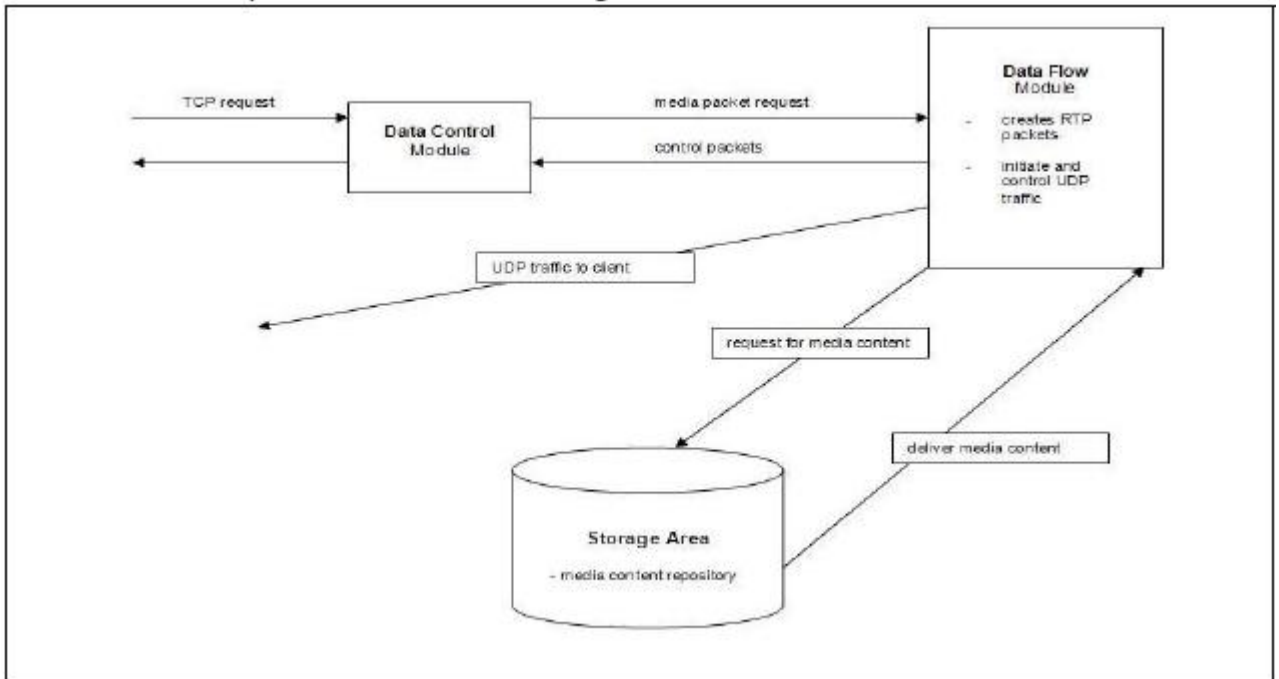 TCP request
Data Control
Module
media packet request
control packets
Data Flow
Module
- creates RTP
packets
- initiate and
control UDP
traffic
UDP traffic to client
request for media content
deliver media content
Storage Area
- media content repository